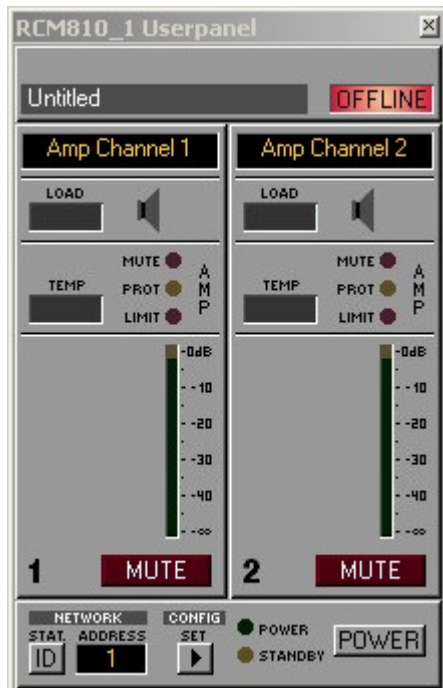 RCM810_1 Userpanel
Untitled OFFLINE
Amp Channel 1 Amp Channel 2
LOAD LOAD
MUTE MUTE
TEMP PROT AMP TEMP PROT AMP
LIMIT LIMIT
-0dB -0dB
--10 --10
--20 --20
--30 --30
--40 --40
--∞ --∞
1 MUTE 2 MUTE
NETWORK CONFIG
STAT. ADDRESS SET POWER POWER
ID 1 STANDBY